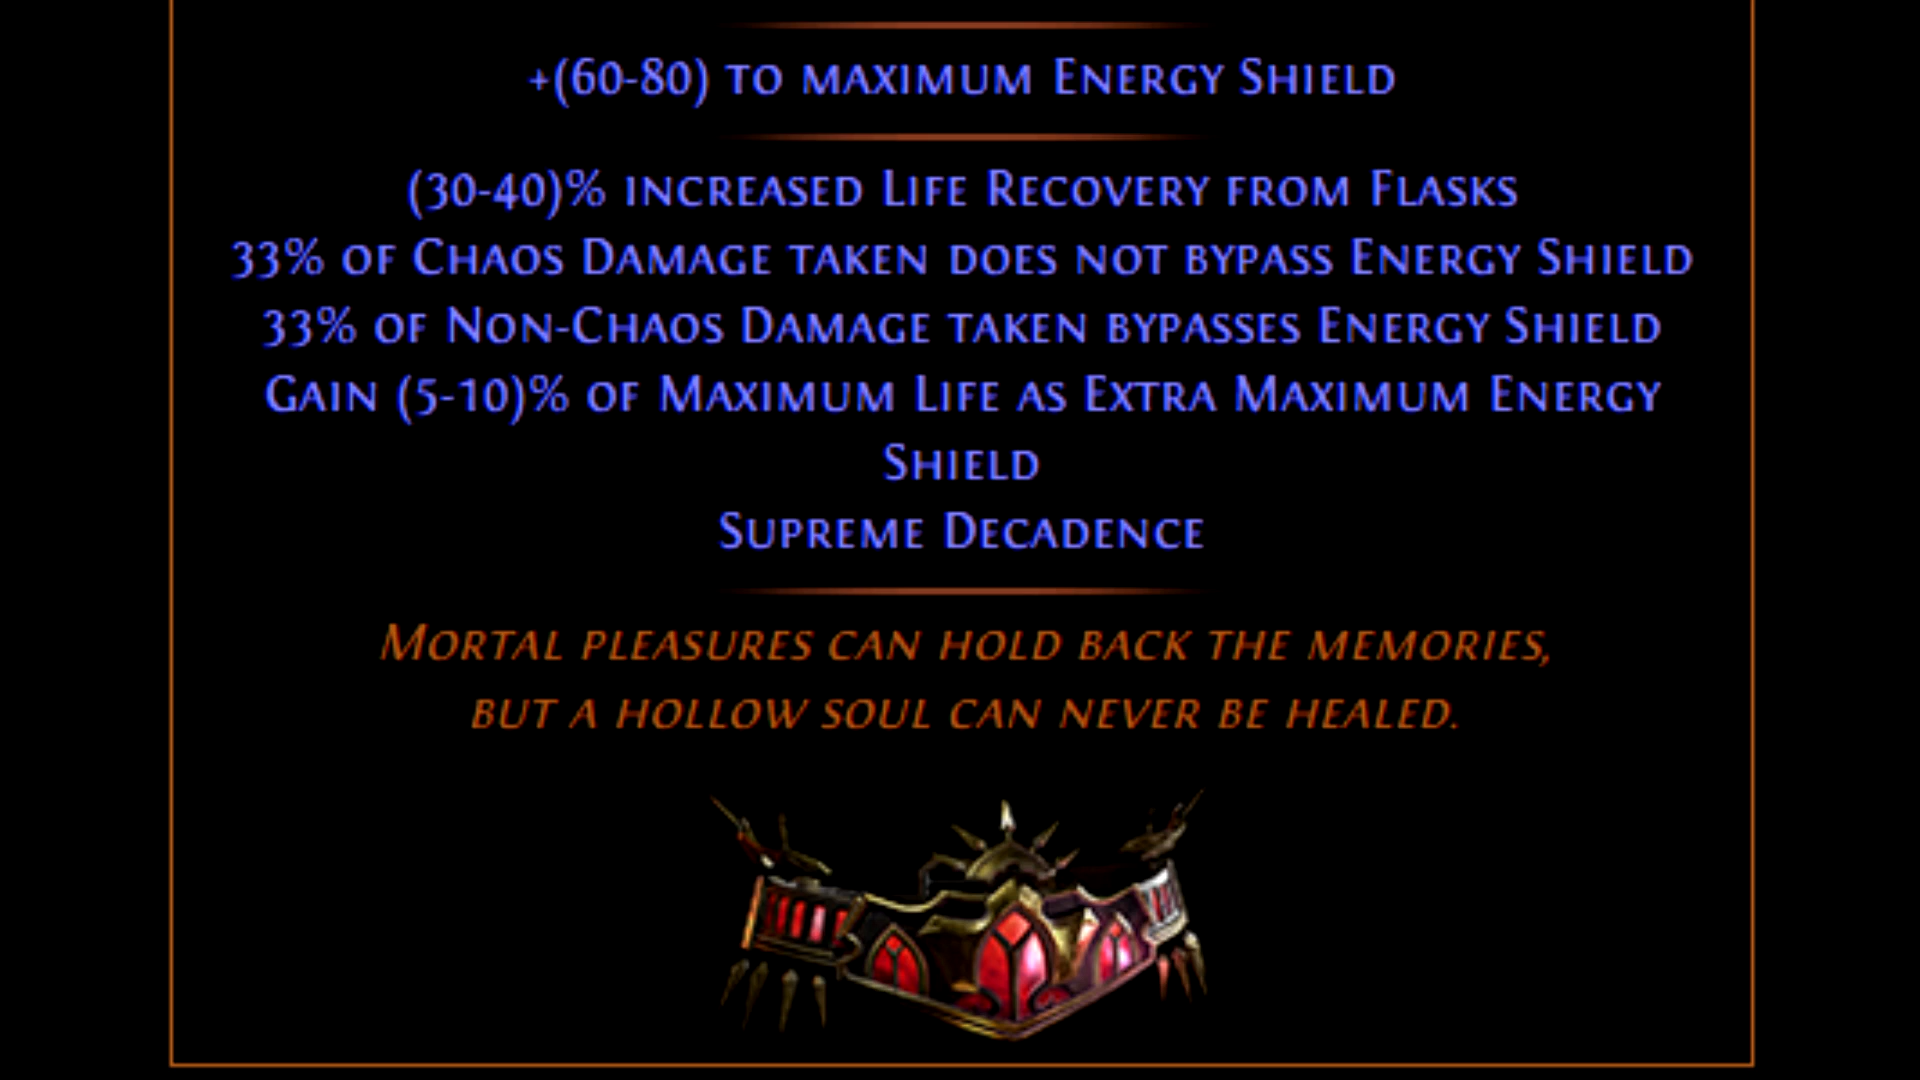 +(60-80) to maximum Energy Shield
(30-40)% increased Life Recovery from Flasks
33% of Chaos Damage taken does not bypass Energy Shield
33% of Non-Chaos Damage taken bypasses Energy Shield
Gain (5-10)% of Maximum Life as Extra Maximum Energy
Shield
Supreme Decadence
Mortal pleasures can hold back the memories,
but a hollow soul can never be healed.